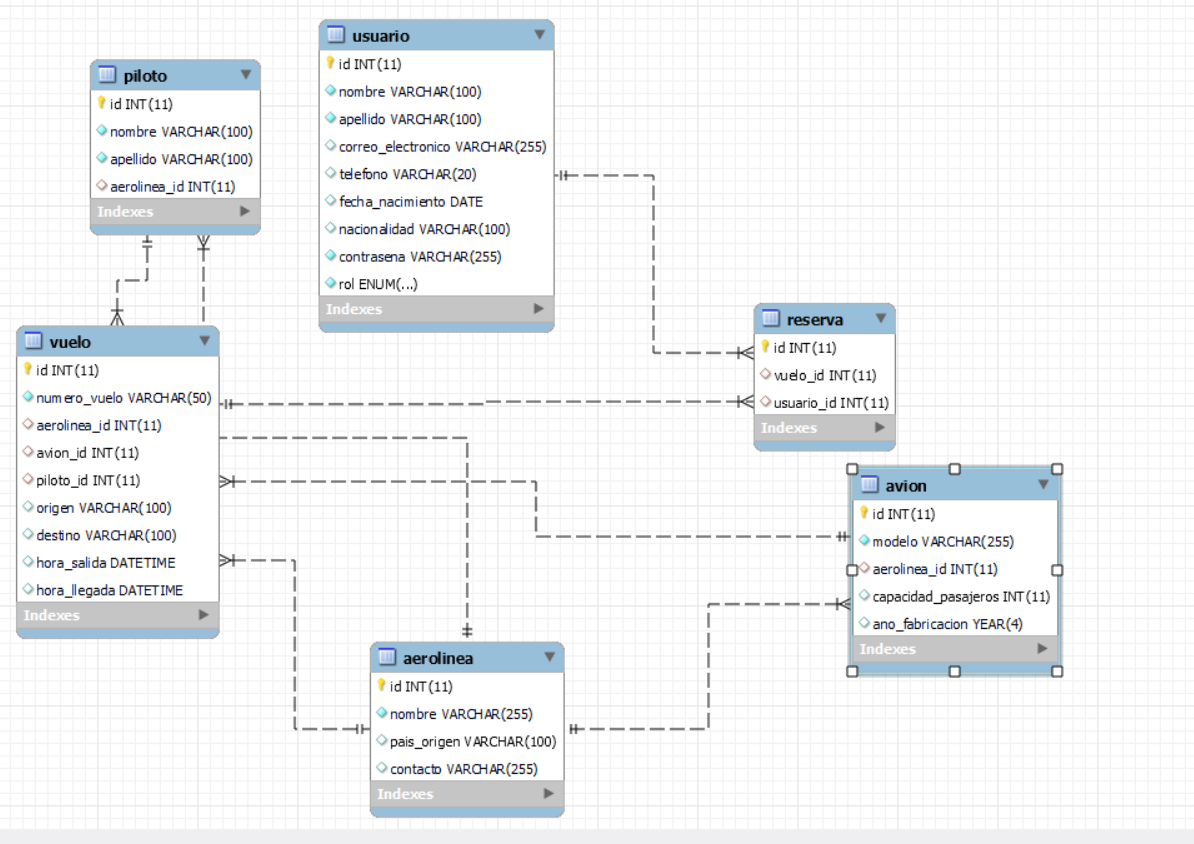 piloto
id INT(11)
nombre VARCHAR(100)
apellido VARCHAR(100)
aerolinea_id INT(11)
Indexes
usuario
id INT(11)
nombre VARCHAR(100)
apellido VARCHAR(100)
correo_electronico VARCHAR(255)
telefono VARCHAR(20)
fecha_nacimiento DATE
nacionalidad VARCHAR(100)
contrasena VARCHAR(255)
rol ENUM(...)
Indexes
vuelo
id INT(11)
numero_vuelo VARCHAR(50)
aerolinea_id INT(11)
avion_id INT(11)
piloto_id INT(11)
origen VARCHAR(100)
destino VARCHAR(100)
hora_salida DATETIME
hora_llegada DATETIME
Indexes
reserva
id INT(11)
vuelo_id INT(11)
usuario_id INT(11)
Indexes
avion
id INT(11)
modelo VARCHAR(255)
aerolinea_id INT(11)
capacidad_pasajeros INT(11)
ano_fabricacion YEAR(4)
Indexes
aerolinea
id INT(11)
nombre VARCHAR(255)
pais_origen VARCHAR(100)
contacto VARCHAR(255)
Indexes